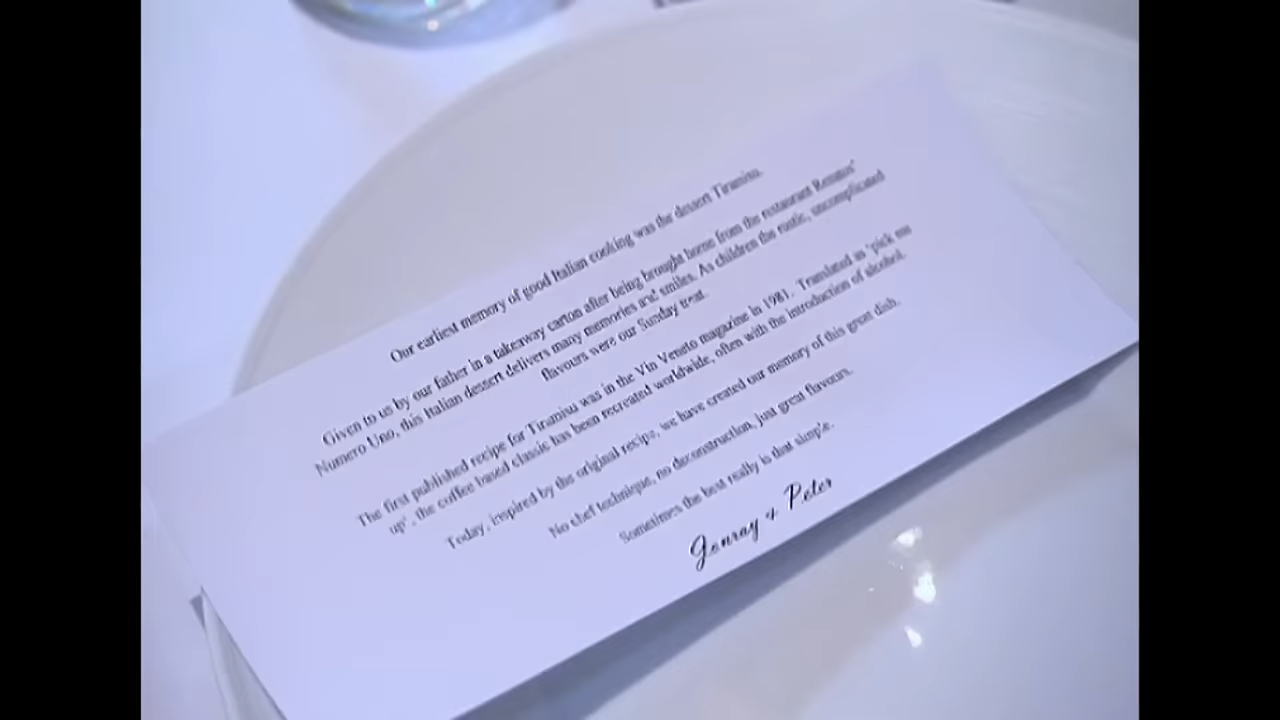 Our earliest memory of good Italian cooking was the dessert Tiramisu.
Given to us by our father in a takeaway carton after being brought home from the restaurant Renatos'
Numero Uno, this Italian dessert delivers many memories and smiles. As children the rustic, uncomplicated
flavours were our Sunday treat.
The first published recipe for Tiramisu was in the Vin Veneto magazine in 1981. Translated as 'pick me
up', the coffee based classic has been recreated worldwide, often with the introduction of alcohol.
Today, inspired by the original recipe, we have created our memory of this great dish.
No chef technique, no deconstruction, just great flavours.
Sometimes the best really is that simple.
Jonray + Peter